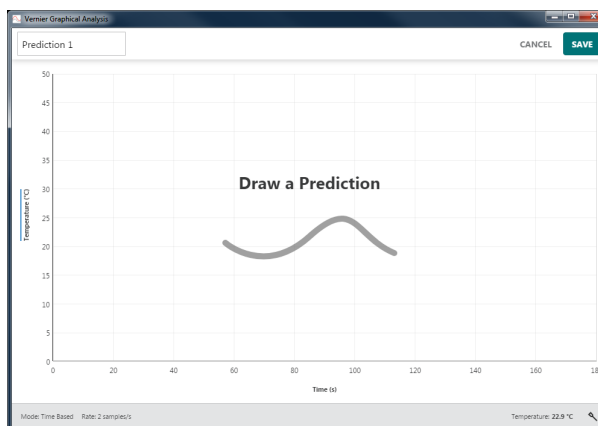 Vernier Graphical Analysis
Prediction 1
CANCEL
SAVE
50
45
40
35
30
25
20
15
10
5
0
Temperature (°C)
Draw a Prediction
0 20 40 60 80 100 120 140 160 18
Time (s)
Mode: Time Based Rate: 2 samples/s Temperature: 22.9 °C